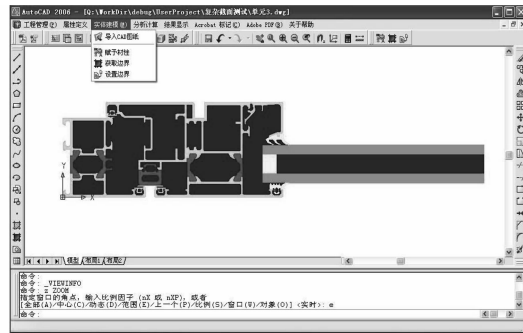 AutoCAD 2006 - [Q:\Workdir\debug\UserProject\复杂截面测试\单元3.dwg]
工程管理(E) 属性定义 实体建模(M) 分析计算 结果显示 Acrobat 标记(C) Adobe PDF(B) 关于帮助
导入CAD图纸
赋于材性
获取边界
设置边界
Y
X
模型 布局1 布局2
命令:
命令: _VIEWINFO
命令: z ZOOM
指定窗口的角点，输入比例因子 (nX 或 nXP)，或者
[全部(A)/中心(C)/动态(D)/范围(E)/上一个(P)/比例(S)/窗口(W)/对象(O)] <实时>: e
命令: